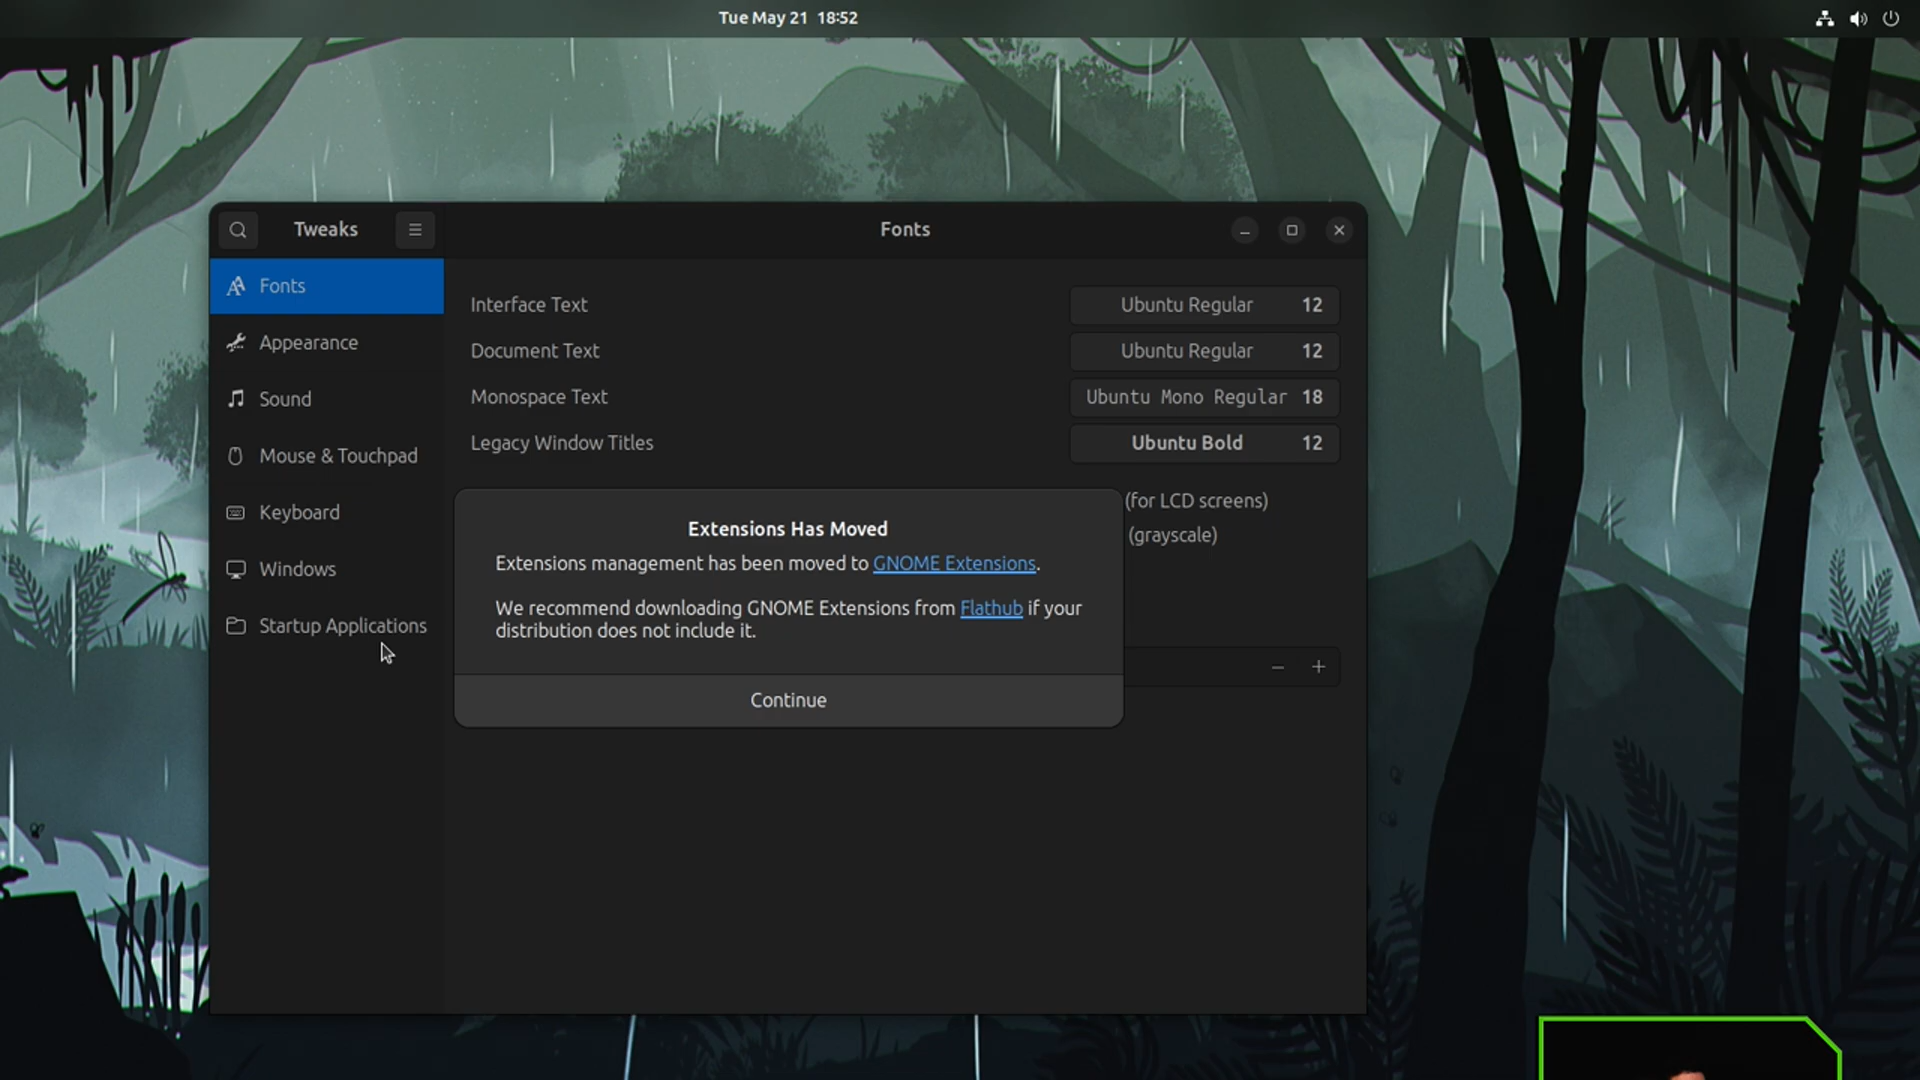 Tue May 21 18:52
Tweaks
Fonts
Fonts
Appearance
Sound
Mouse & Touchpad
Keyboard
Windows
Startup Applications
Interface Text
Ubuntu Regular 12
Document Text
Ubuntu Regular 12
Monospace Text
Ubuntu Mono Regular 18
Legacy Window Titles
Ubuntu Bold 12
(for LCD screens)
(grayscale)
Extensions Has Moved
Extensions management has been moved to GNOME Extensions.
We recommend downloading GNOME Extensions from Flathub if your
distribution does not include it.
Continue